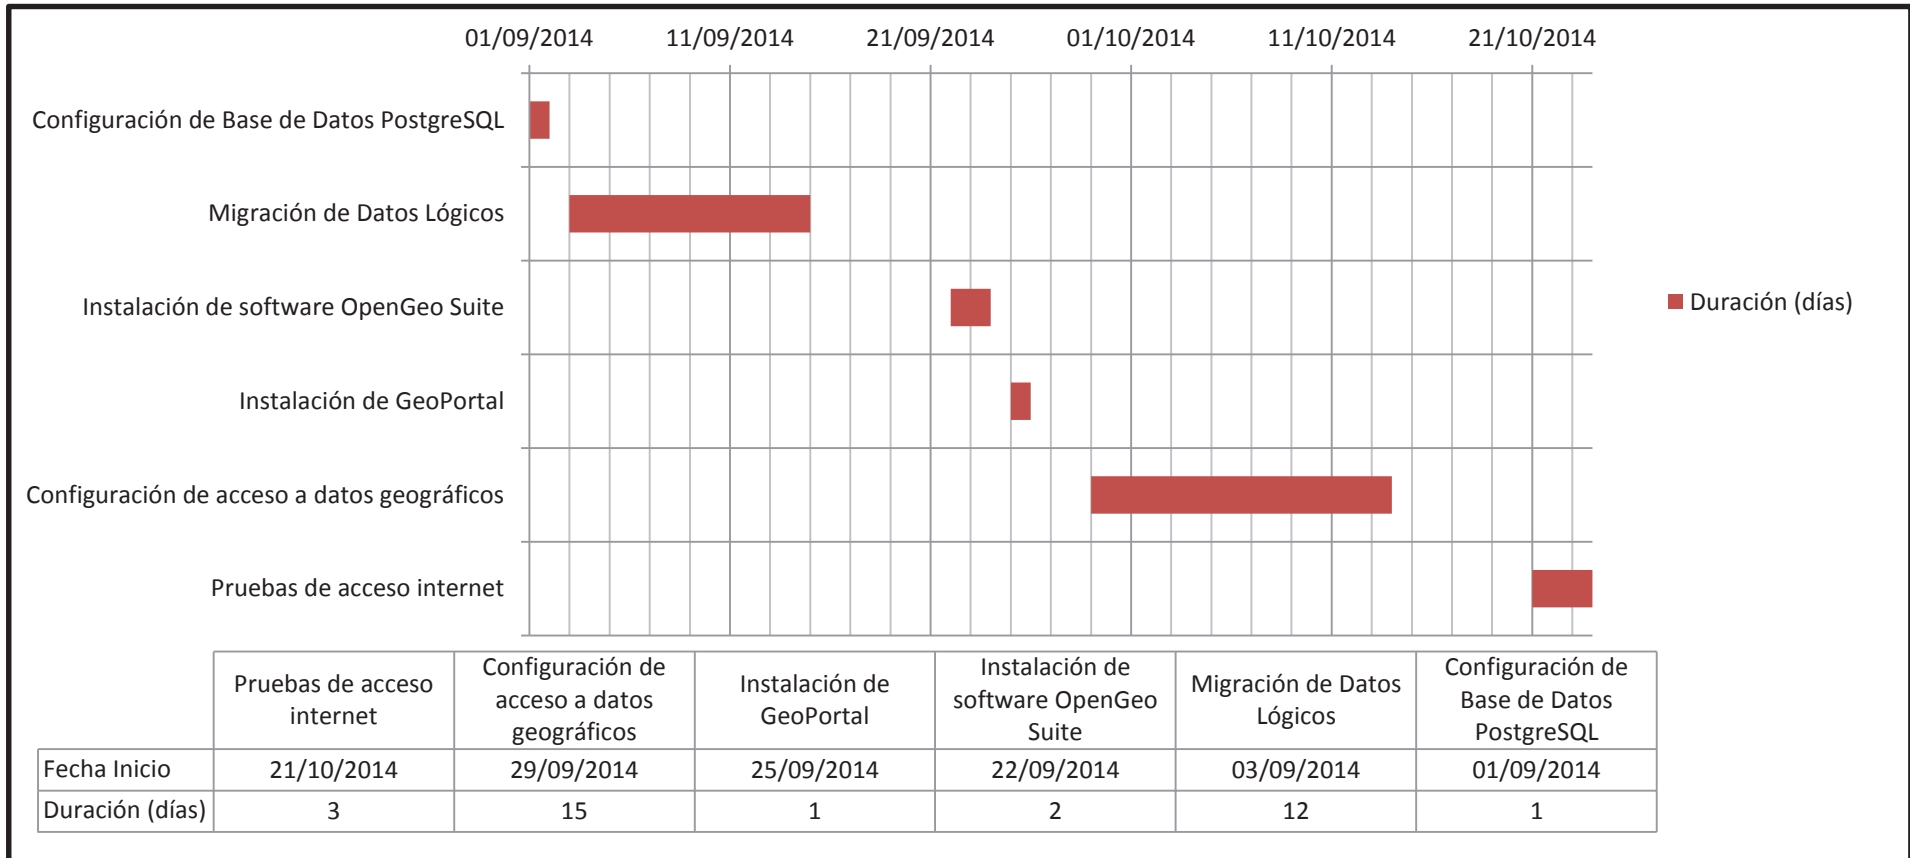 01/09/2014 11/09/2014 21/09/2014 01/10/2014 11/10/2014 21/10/2014
Configuración de Base de Datos PostgreSQL
Migración de Datos Lógicos
Instalación de software OpenGeo Suite
Duración (días)
Instalación de GeoPortal
Configuración de acceso a datos geográficos
Pruebas de acceso internet
Pruebas de acceso
internet
Configuración de
acceso a datos
geográficos
Instalación de
GeoPortal
Instalación de
software OpenGeo
Suite
Migración de Datos
Lógicos
Configuración de
Base de Datos
PostgreSQL
Fecha Inicio 21/10/2014 29/09/2014 25/09/2014 22/09/2014 03/09/2014 01/09/2014
Duración (días) 3 15 1 2 12 1